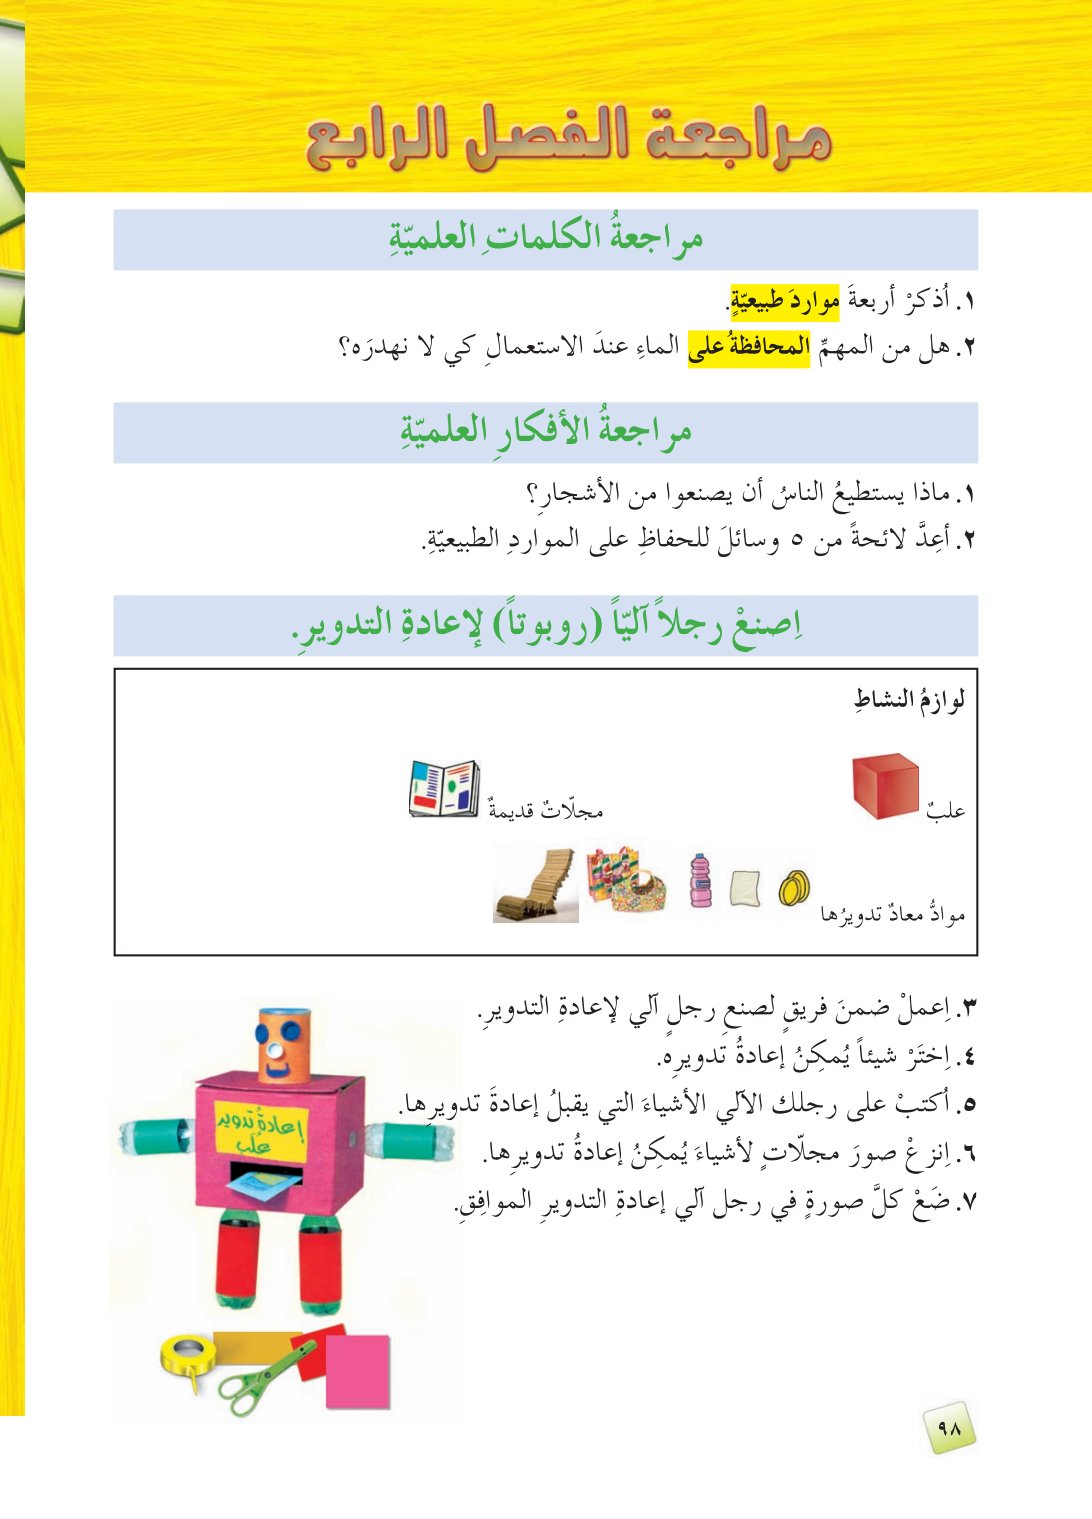 مراجعة الفصل الرابع
مراجعةُ الكلماتِ العلميّةِ
١. اُذكرْ أربعةَ مواردَ طبيعيّةٍ.
٢. هل من المهمِّ المحافظةُ على الماءِ عندَ الاستعمالِ كي لا نهدرَه؟
مراجعةُ الأفكارِ العلميّةِ
١. ماذا يستطيعُ الناسُ أن يصنعوا من الأشجارِ؟
٢. أعِدَّ لائحةً من ٥ وسائلَ للحفاظِ على المواردِ الطبيعيّةِ.
اِصنعْ رجلاً آليّاً (روبوتاً) لإعادةِ التدويرِ.
لوازمُ النشاطِ
علبٌ
مجلّاتٌ قديمةٌ
موادُّ معادٌ تدويرُها
٣. اِعملْ ضمنَ فريقٍ لصنعِ رجلٍ آلي لإعادةِ التدويرِ.
٤. اِختَرْ شيئاً يُمكِنُ إعادةُ تدويرِه.
٥. اُكتبْ على رجلك الآلي الأشياءَ التي يقبلُ إعادةَ تدويرِها.
٦. اِنزعْ صورَ مجلّاتٍ لأشياءَ يُمكِنُ إعادةُ تدويرِها.
٧. ضَعْ كلَّ صورةٍ في رجل آلي إعادةِ التدويرِ الموافِقِ.
إعادةُ تدوير
علب
٩٨